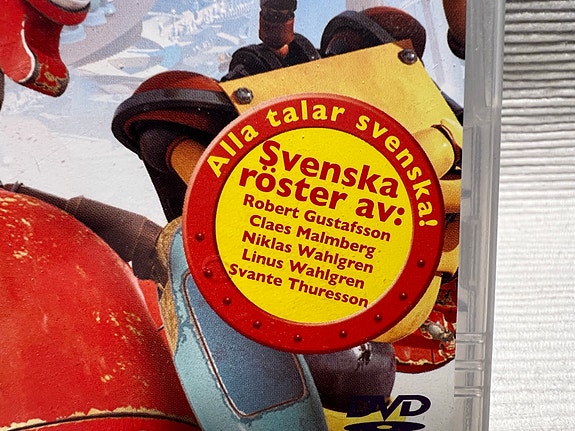 Alla talar svenska!
Svenska
röster av:
Robert Gustafsson
Claes Malmberg
Niklas Wahlgren
Linus Wahlgren
Svante Thuresson
DVD